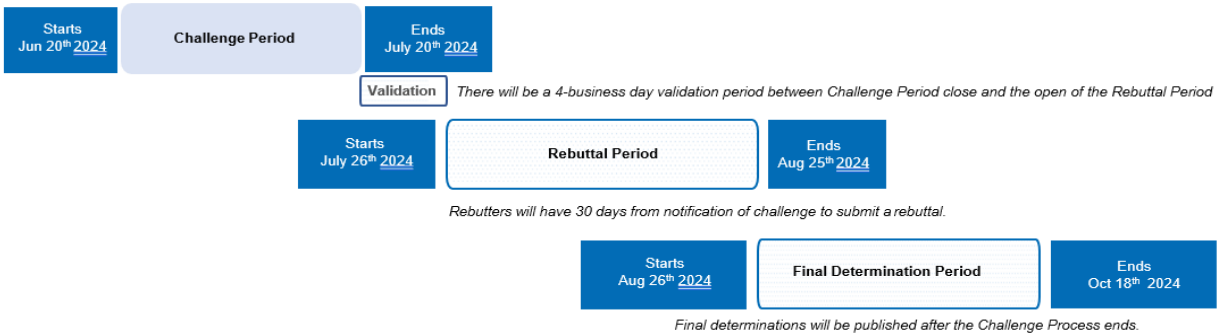 Starts
Jun 20th 2024
Challenge Period
Ends
July 20th 2024
Validation
There will be a 4-business day validation period between Challenge Period close and the open of the Rebuttal Period
Starts
July 26th 2024
Rebuttal Period
Ends
Aug 25th 2024
Rebutters will have 30 days from notification of challenge to submit a rebuttal.
Starts
Aug 26th 2024
Final Determination Period
Ends
Oct 18th 2024
Final determinations will be published after the Challenge Process ends.